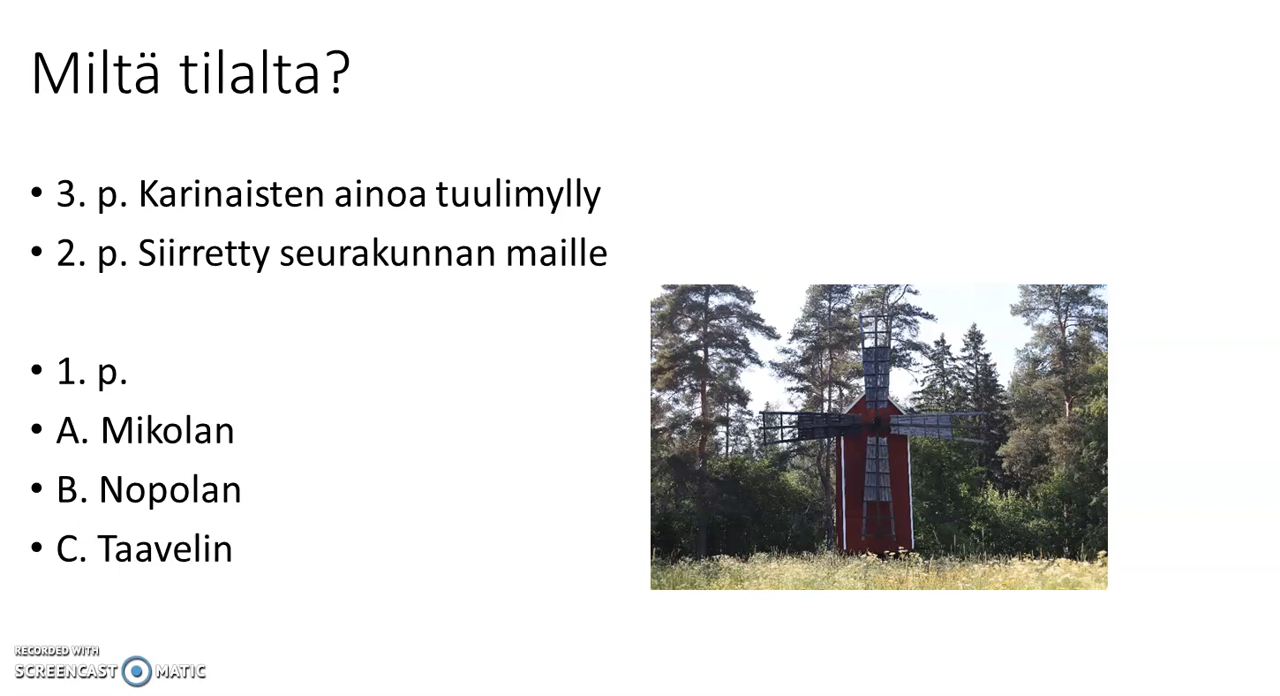 Miltä tilalta?
• 3. p. Karinaisten ainoa tuulimylly
• 2. p. Siirretty seurakunnan maille
• 1. p.
• A. Mikolan
• B. Nopolan
• C. Taavelin
RECORDED WITH
SCREENCAST MATIC